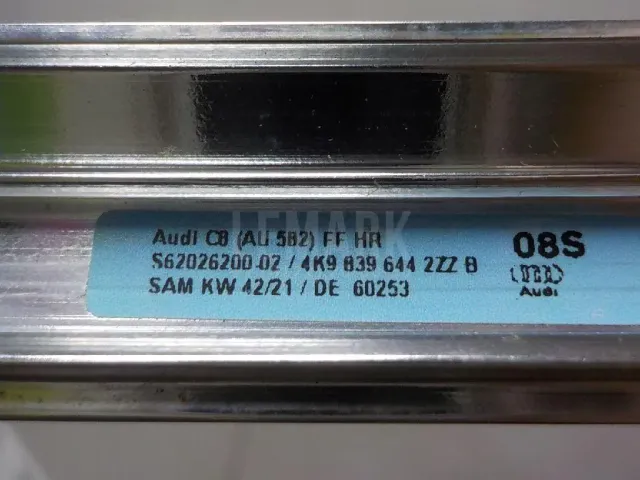 LEMARK
Audi C8 (AU 582) FF HR
S62026200-02 / 4K9 839 644 2ZZ B
SAM KW 42/21 / DE 60253
08S
Audi